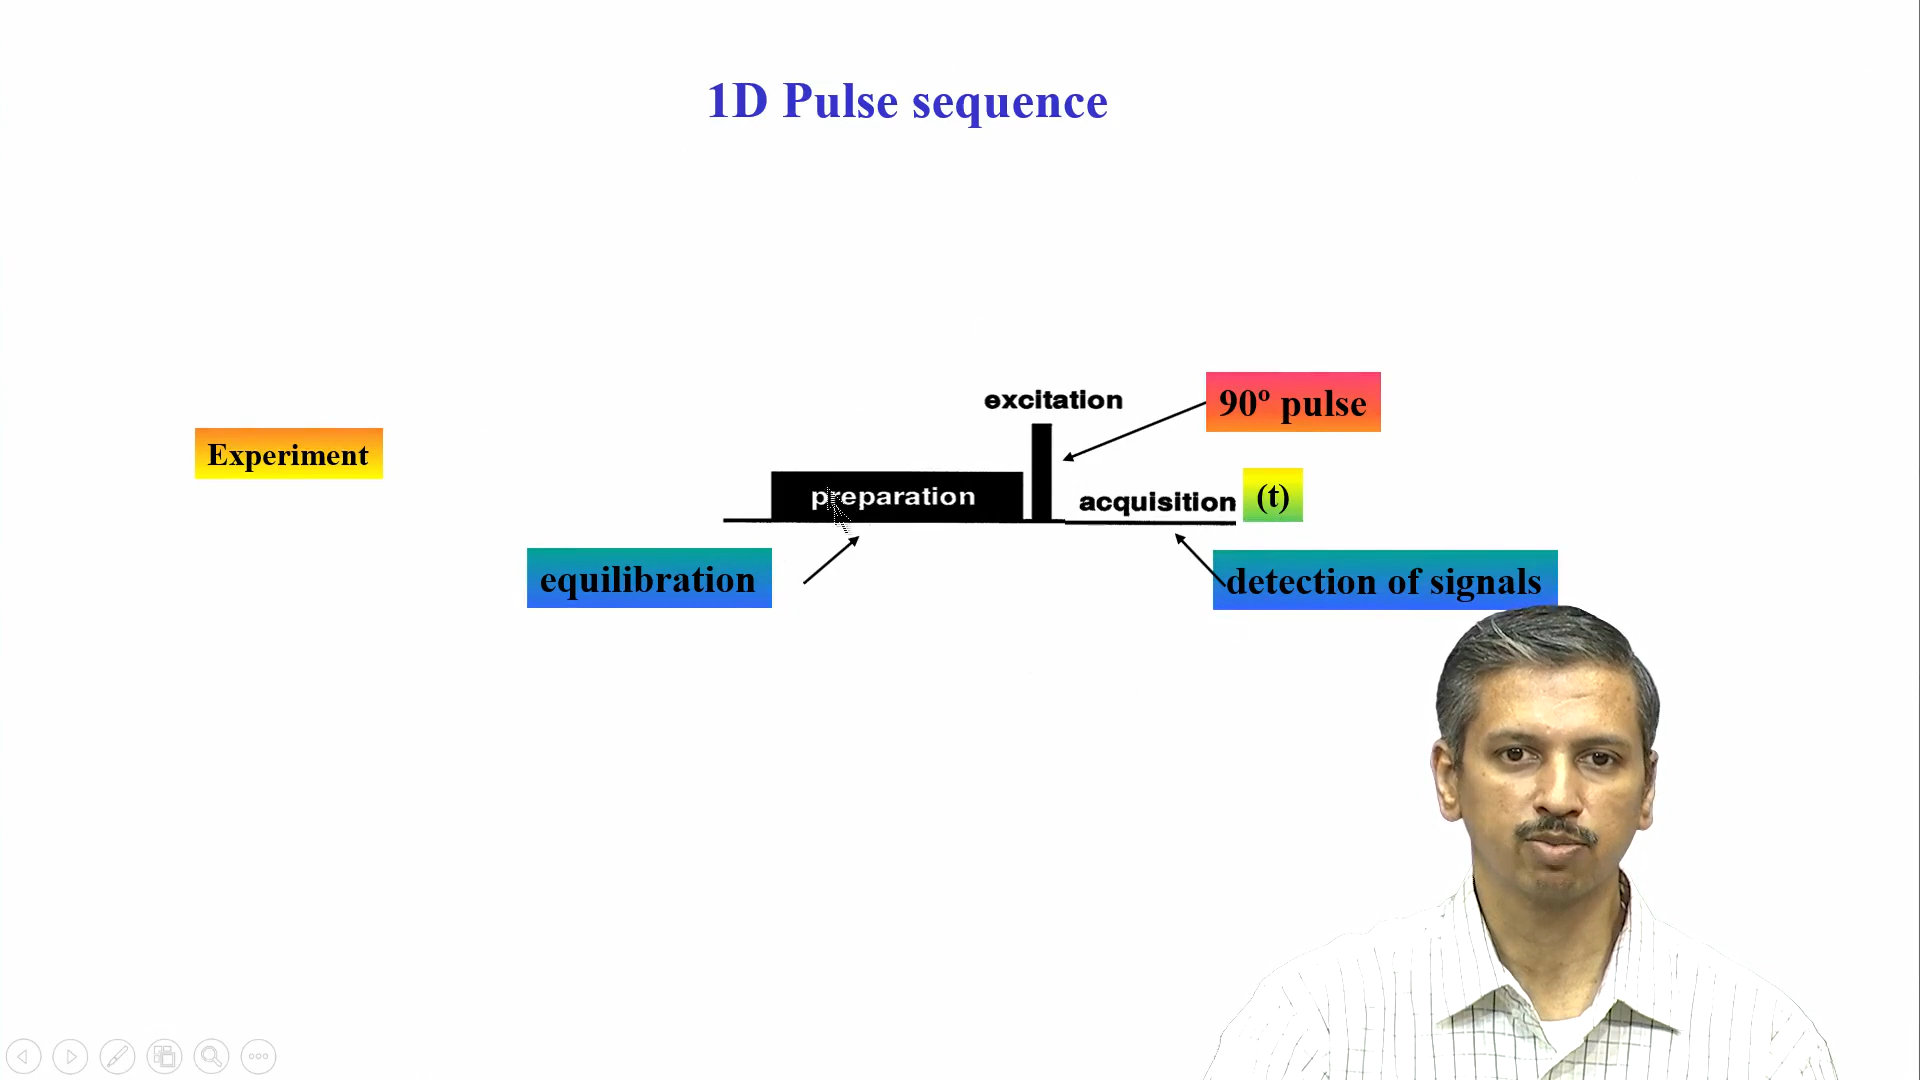 1D Pulse sequence
excitation
90º pulse
Experiment
preparation
acquisition
(t)
equilibration
detection of signals